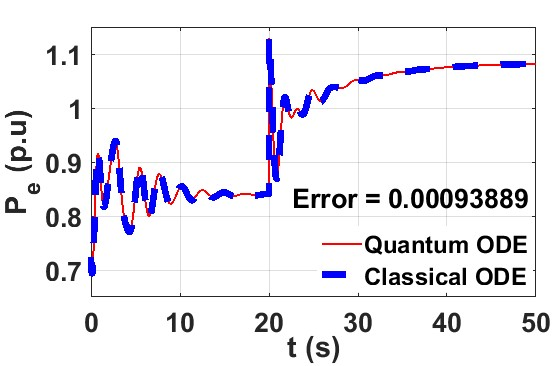 1.1
1
0.9
0.8
0.7
P_e (p.u)
Error = 0.00093889
Quantum ODE
Classical ODE
0 10 20 30 40 50
t (s)